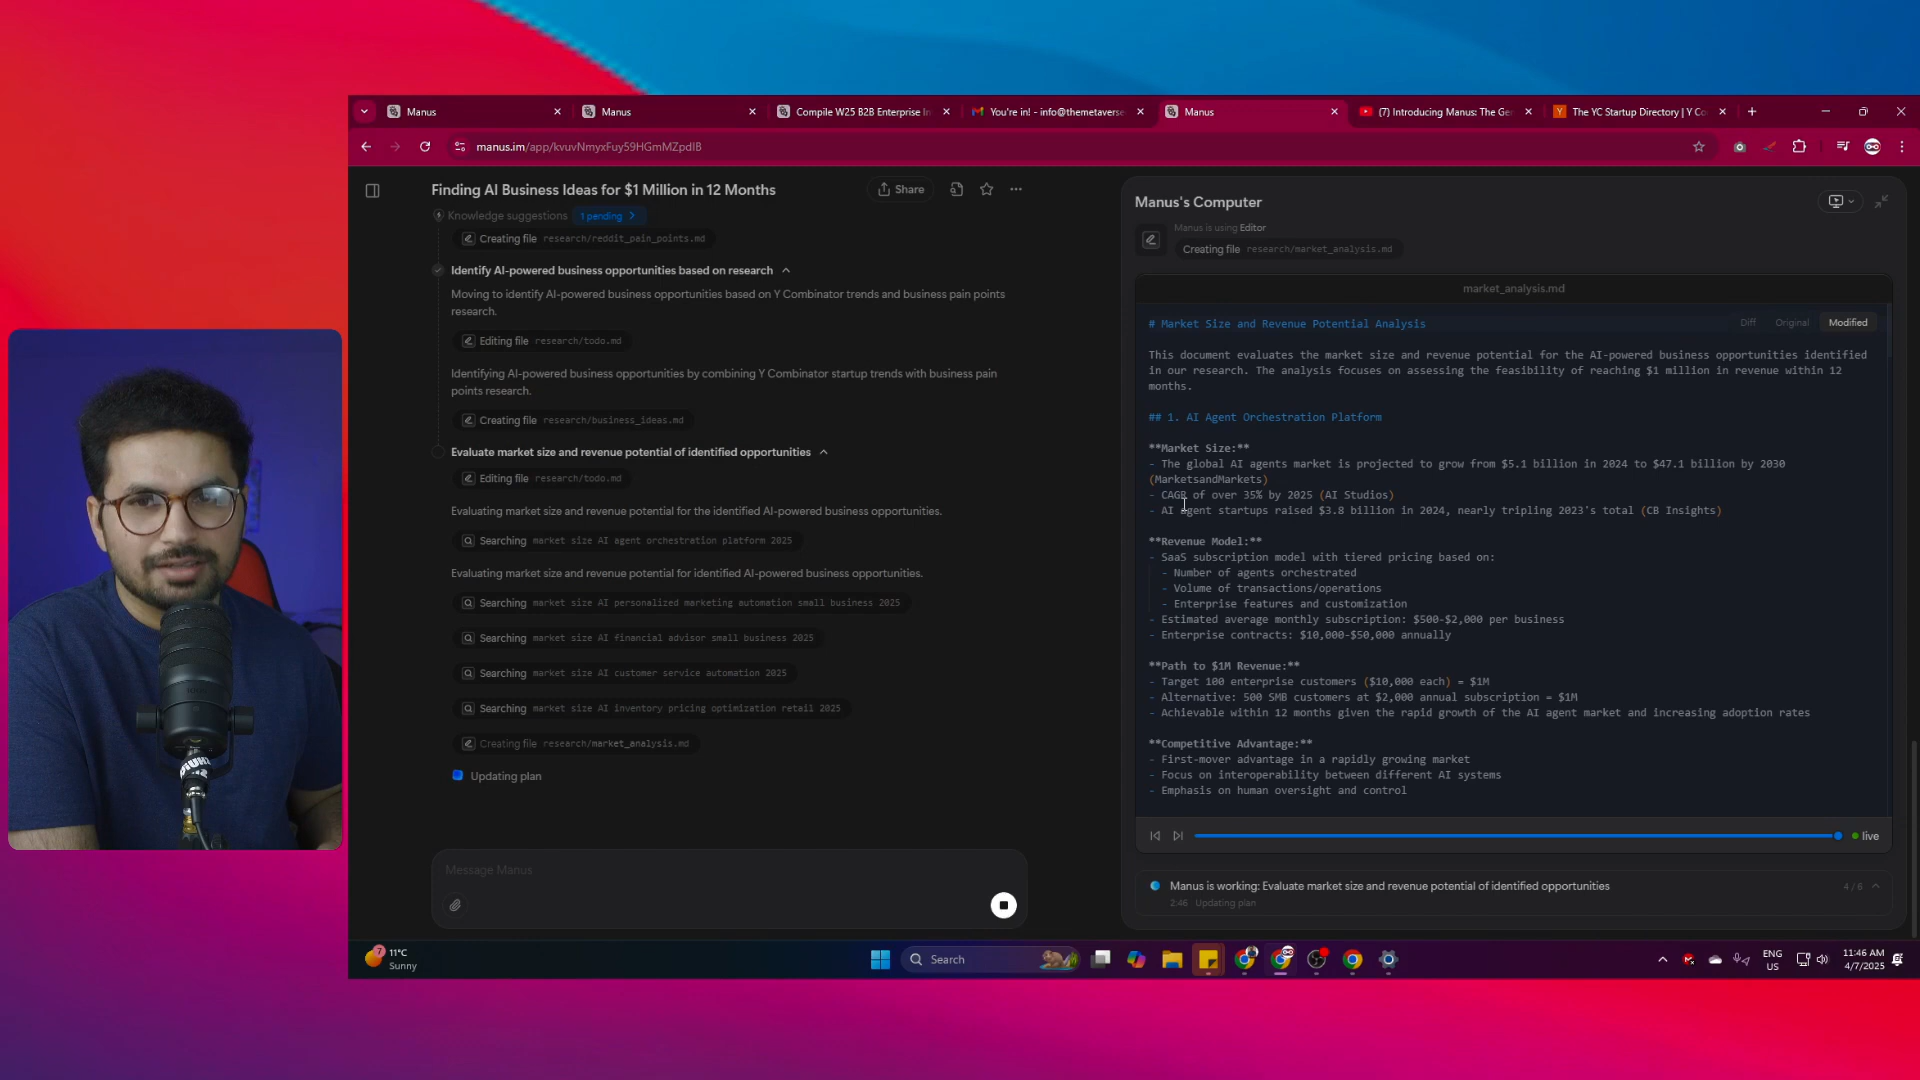 Manus
Manus
Compile W25 B2B Enterprise In
You're in! - info@themetaverse
Manus
(7) Introducing Manus: The Gen
The YC Startup Directory | Y Co
manus.im/app/kvuvNmyxFuy59HGmMZpdIB
Finding AI Business Ideas for $1 Million in 12 Months
Share
Knowledge suggestions 1 pending
Creating file research/reddit_pain_points.md
Identify AI-powered business opportunities based on research
Moving to identify AI-powered business opportunities based on Y Combinator trends and business pain points
research.
Editing file research/todo.md
Identifying AI-powered business opportunities by combining Y Combinator startup trends with business pain
points research.
Creating file research/business_ideas.md
Evaluate market size and revenue potential of identified opportunities
Editing file research/todo.md
Evaluating market size and revenue potential for the identified AI-powered business opportunities.
Searching market size AI agent orchestration platform 2025
Evaluating market size and revenue potential for identified AI-powered business opportunities.
Searching market size AI personalized marketing automation small business 2025
Searching market size AI financial advisor small business 2025
Searching market size AI customer service automation 2025
Searching market size AI inventory pricing optimization retail 2025
Creating file research/market_analysis.md
Updating plan
Message Manus
Manus's Computer
Manus is using Editor
Creating file research/market_analysis.md
market_analysis.md
Diff Original Modified
# Market Size and Revenue Potential Analysis
This document evaluates the market size and revenue potential for the AI-powered business opportunities identified
in our research. The analysis focuses on assessing the feasibility of reaching $1 million in revenue within 12
months.
## 1. AI Agent Orchestration Platform
**Market Size:**
- The global AI agents market is projected to grow from $5.1 billion in 2024 to $47.1 billion by 2030
(MarketsandMarkets)
- CAGR of over 35% by 2025 (AI Studios)
- AI agent startups raised $3.8 billion in 2024, nearly tripling 2023's total (CB Insights)
**Revenue Model:**
- SaaS subscription model with tiered pricing based on:
- Number of agents orchestrated
- Volume of transactions/operations
- Enterprise features and customization
- Estimated average monthly subscription: $500-$2,000 per business
- Enterprise contracts: $10,000-$50,000 annually
**Path to $1M Revenue:**
- Target 100 enterprise customers ($10,000 each) = $1M
- Alternative: 500 SMB customers at $2,000 annual subscription = $1M
- Achievable within 12 months given the rapid growth of the AI agent market and increasing adoption rates
**Competitive Advantage:**
- First-mover advantage in a rapidly growing market
- Focus on interoperability between different AI systems
- Emphasis on human oversight and control
live
Manus is working: Evaluate market size and revenue potential of identified opportunities
4 / 6
2:46 Updating plan
7
11°C
Sunny
Search
ENG
US
11:46 AM
4/7/2025